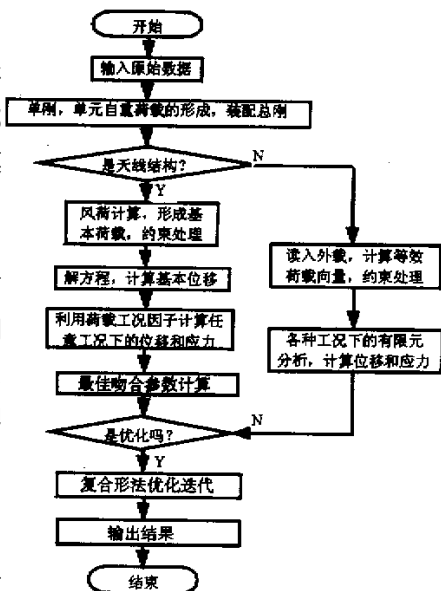 开始
输入原始数据
单刚，单元自重荷载的形成，装配总刚
是天线结构？
N
Y
风荷计算，形成基
本荷载，约束处理
读入外载，计算等效
荷载向量，约束处理
解方程，计算基本位移
利用荷载工况因子计算任
意工况下的位移和应力
各种工况下的有限元
分析，计算位移和应力
最佳吻合参数计算
是优化吗？
N
Y
复合形法优化迭代
输出结果
结束